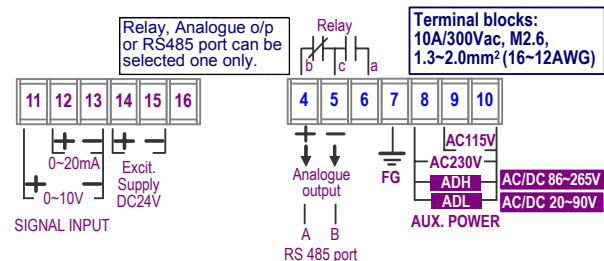 Relay, Analogue o/p
or RS485 port can be
selected one only.
Relay
b c a
Terminal blocks:
10A/300Vac, M2.6,
1.3~2.0mm² (16~12AWG)
11 12 13 14 15 16
4 5 6 7 8 9 10
+ − + −
0~20mA
+ −
0~10V
Excit.
Supply
DC24V
SIGNAL INPUT
+ −
Analogue
output
A B
RS 485 port
FG
AC115V
AC230V
ADH AC/DC 86~265V
ADL AC/DC 20~90V
AUX. POWER